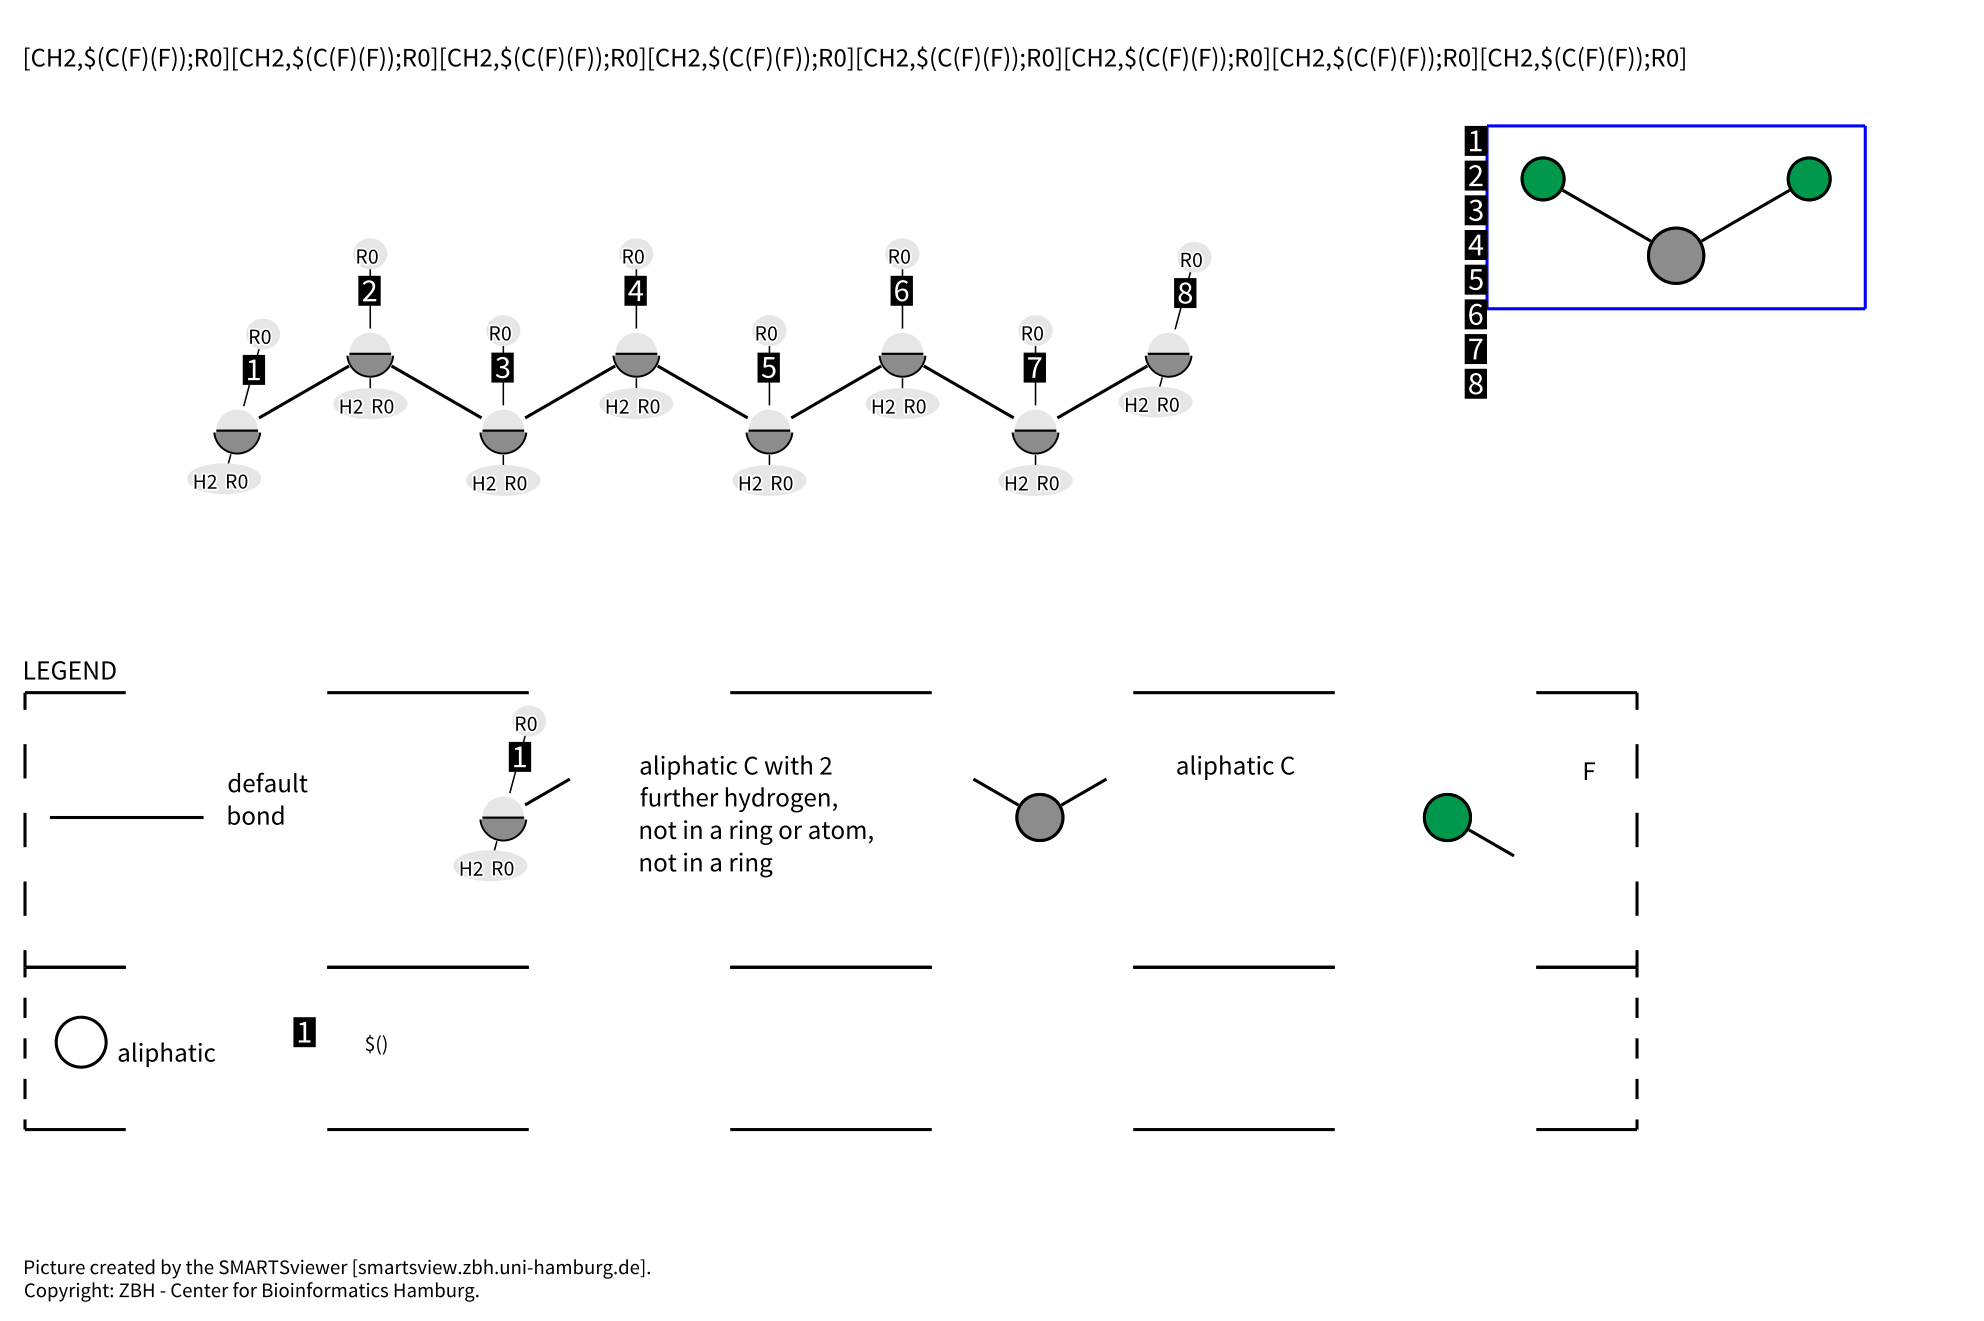 [CH2,$(C(F)(F));R0][CH2,$(C(F)(F));R0][CH2,$(C(F)(F));R0][CH2,$(C(F)(F));R0][CH2,$(C(F)(F));R0][CH2,$(C(F)(F));R0][CH2,$(C(F)(F));R0][CH2,$(C(F)(F));R0]
R0
1
H2 R0
R0
2
H2 R0
R0
3
H2 R0
R0
4
H2 R0
R0
5
H2 R0
R0
6
H2 R0
R0
7
H2 R0
R0
8
H2 R0
1
2
3
4
5
6
7
8
LEGEND
default
bond
R0
1
H2 R0
aliphatic C with 2
further hydrogen,
not in a ring or atom,
not in a ring
aliphatic C
F
aliphatic
1
$()
Picture created by the SMARTSviewer [smartsview.zbh.uni-hamburg.de].
Copyright: ZBH - Center for Bioinformatics Hamburg.